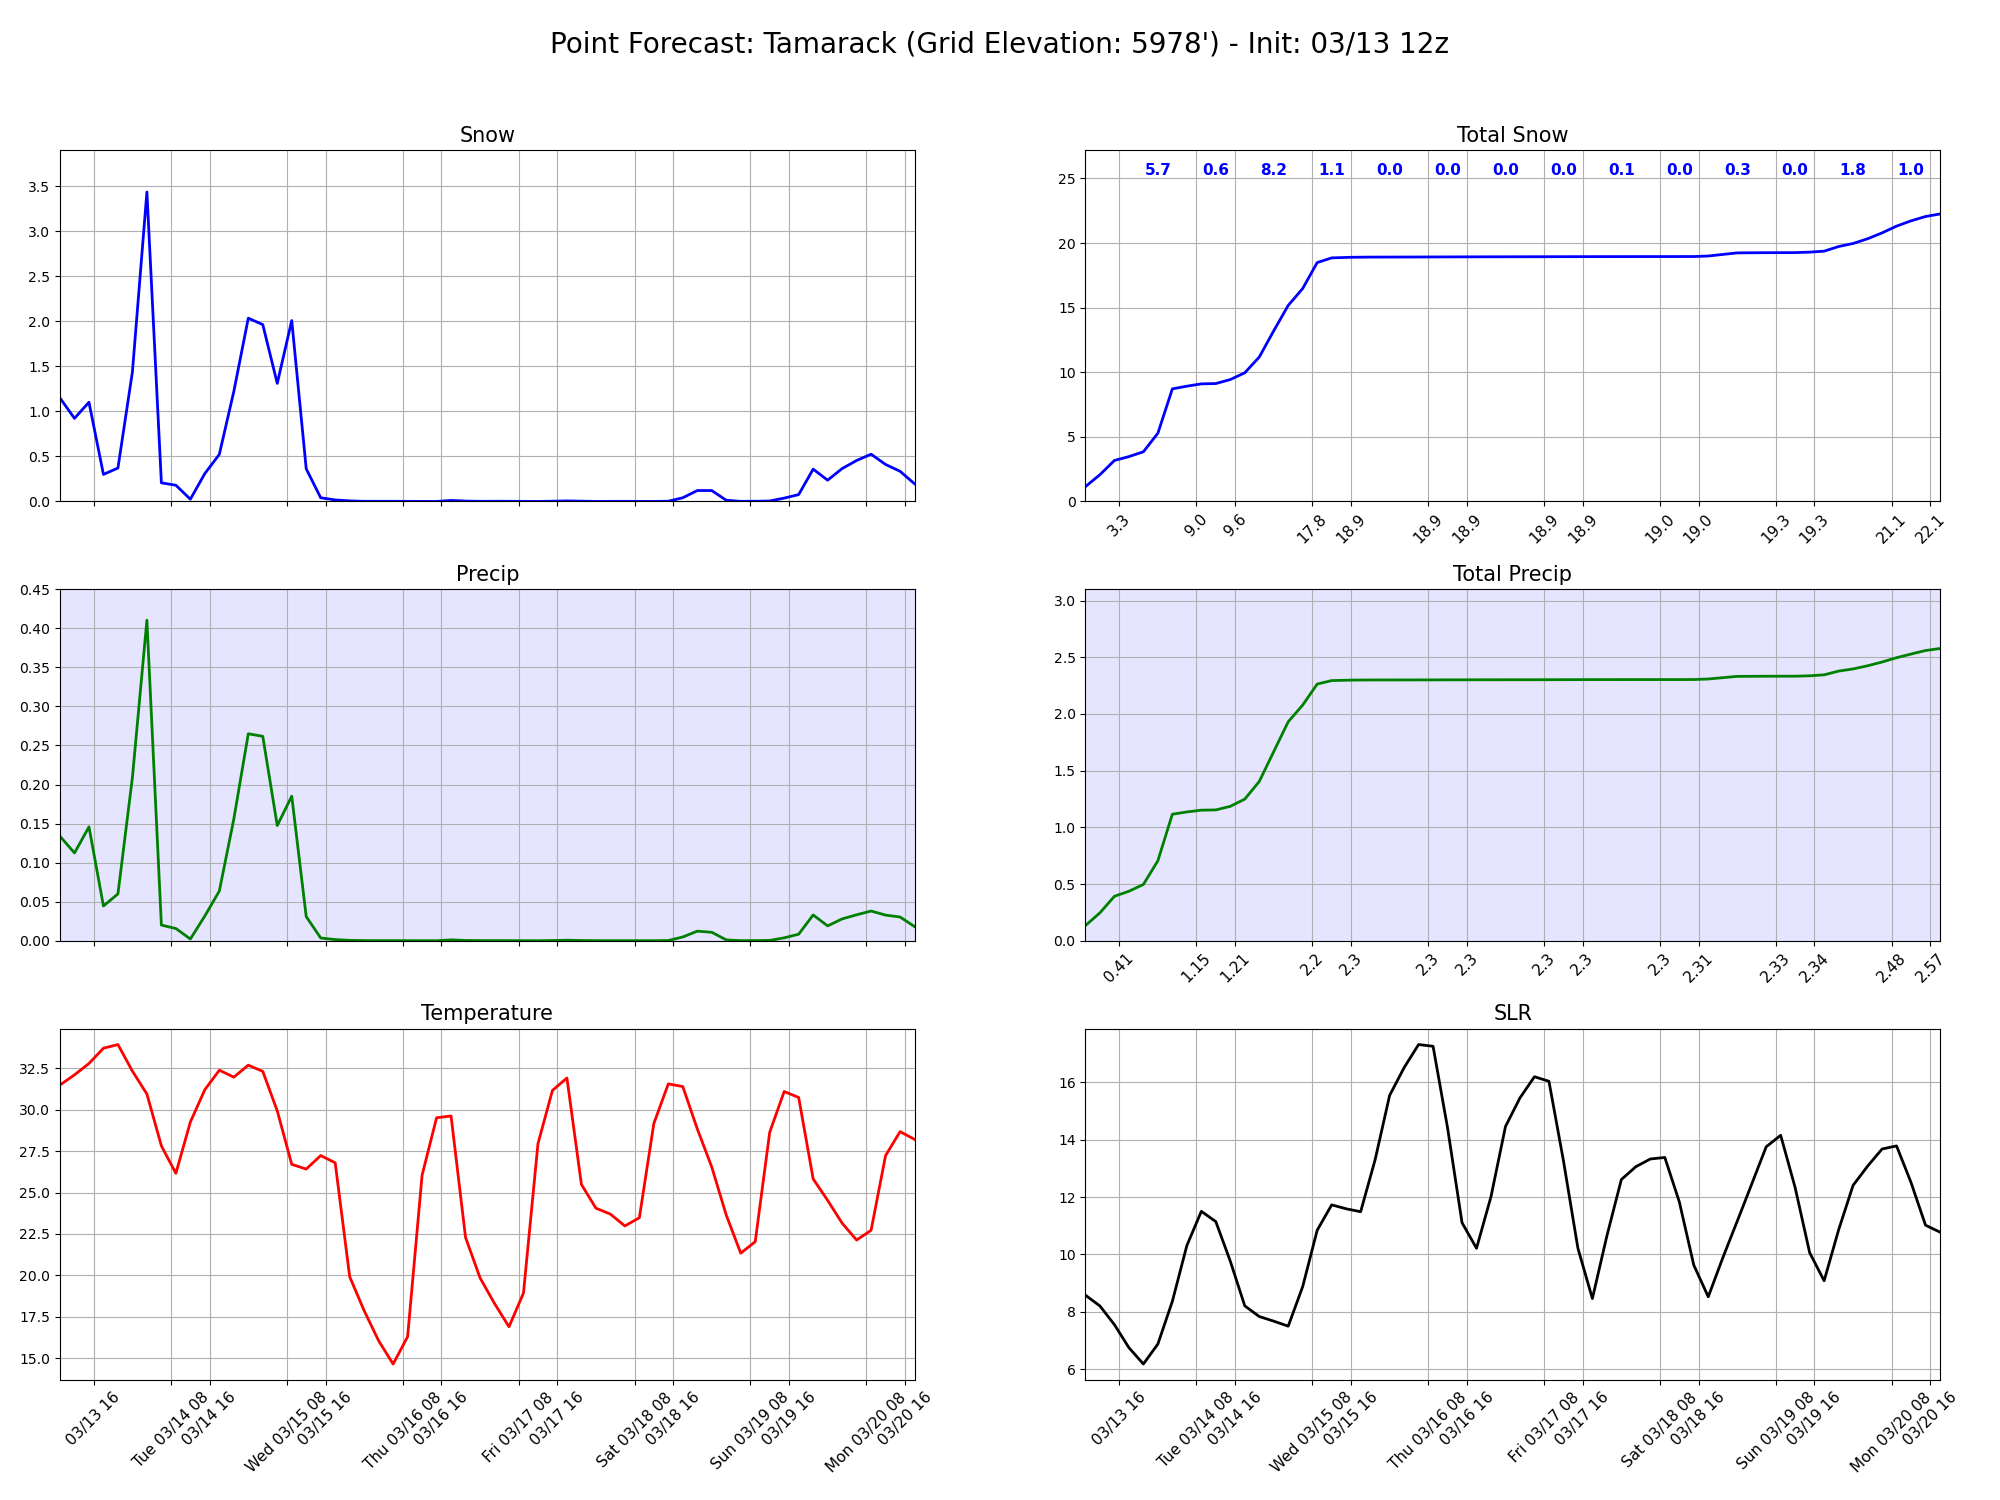 Point Forecast: Tamarack (Grid Elevation: 5978') - Init: 03/13 12z
Snow
3.5
3.0
2.5
2.0
1.5
1.0
0.5
0.0
Total Snow
5.7 0.6 8.2 1.1 0.0 0.0 0.0 0.0 0.1 0.0 0.3 0.0 1.8 1.0
25
20
15
10
5
0
3.3 9.0 9.6 17.8 18.9 18.9 18.9 18.9 18.9 19.0 19.0 19.3 19.3 21.1 22.1
Precip
0.45
0.40
0.35
0.30
0.25
0.20
0.15
0.10
0.05
0.00
Total Precip
3.0
2.5
2.0
1.5
1.0
0.5
0.0
0.41 1.15 1.21 2.2 2.3 2.3 2.3 2.3 2.3 2.3 2.31 2.33 2.34 2.48 2.57
Temperature
32.5
30.0
27.5
25.0
22.5
20.0
17.5
15.0
03/13 16
Tue 03/14 08
03/14 16
Wed 03/15 08
03/15 16
Thu 03/16 08
03/16 16
Fri 03/17 08
03/17 16
Sat 03/18 08
03/18 16
Sun 03/19 08
03/19 16
Mon 03/20 08
03/20 16
SLR
16
14
12
10
8
6
03/13 16
Tue 03/14 08
03/14 16
Wed 03/15 08
03/15 16
Thu 03/16 08
03/16 16
Fri 03/17 08
03/17 16
Sat 03/18 08
03/18 16
Sun 03/19 08
03/19 16
Mon 03/20 08
03/20 16